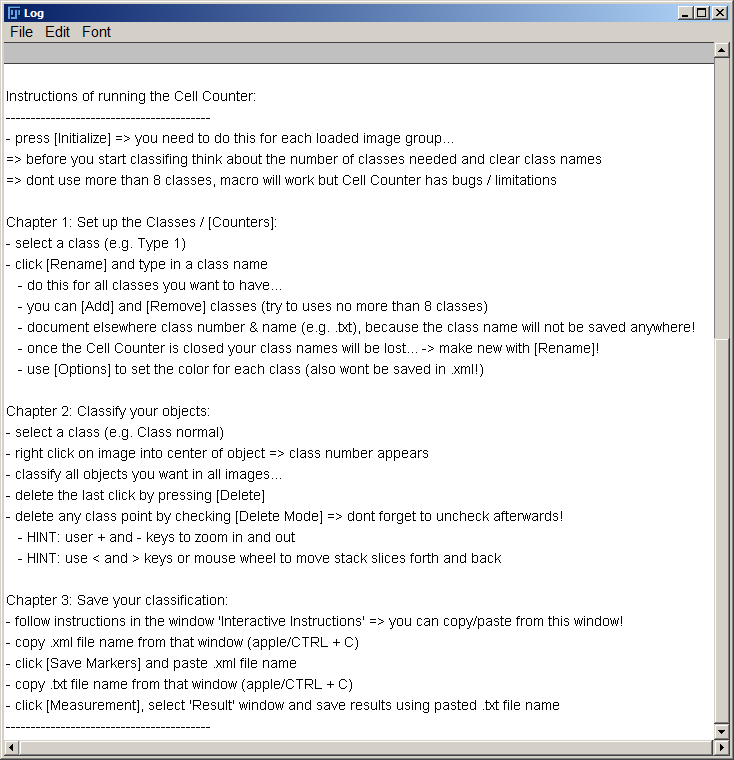 Log
File Edit Font
Instructions of running the Cell Counter:
-----------------------------------------
- press [Initialize] => you need to do this for each loaded image group...
=> before you start classifing think about the number of classes needed and clear class names
=> dont use more than 8 classes, macro will work but Cell Counter has bugs / limitations
Chapter 1: Set up the Classes / [Counters]:
- select a class (e.g. Type 1)
- click [Rename] and type in a class name
- do this for all classes you want to have...
- you can [Add] and [Remove] classes (try to uses no more than 8 classes)
- document elsewhere class number & name (e.g. .txt), because the class name will not be saved anywhere!
- once the Cell Counter is closed your class names will be lost... -> make new with [Rename]!
- use [Options] to set the color for each class (also wont be saved in .xml!)
Chapter 2: Classify your objects:
- select a class (e.g. Class normal)
- right click on image into center of object => class number appears
- classify all objects you want in all images...
- delete the last click by pressing [Delete]
- delete any class point by checking [Delete Mode] => dont forget to uncheck afterwards!
- HINT: user + and - keys to zoom in and out
- HINT: use < and > keys or mouse wheel to move stack slices forth and back
Chapter 3: Save your classification:
- follow instructions in the window 'Interactive Instructions' => you can copy/paste from this window!
- copy .xml file name from that window (apple/CTRL + C)
- click [Save Markers] and paste .xml file name
- copy .txt file name from that window (apple/CTRL + C)
- click [Measurement], select 'Result' window and save results using pasted .txt file name
-----------------------------------------